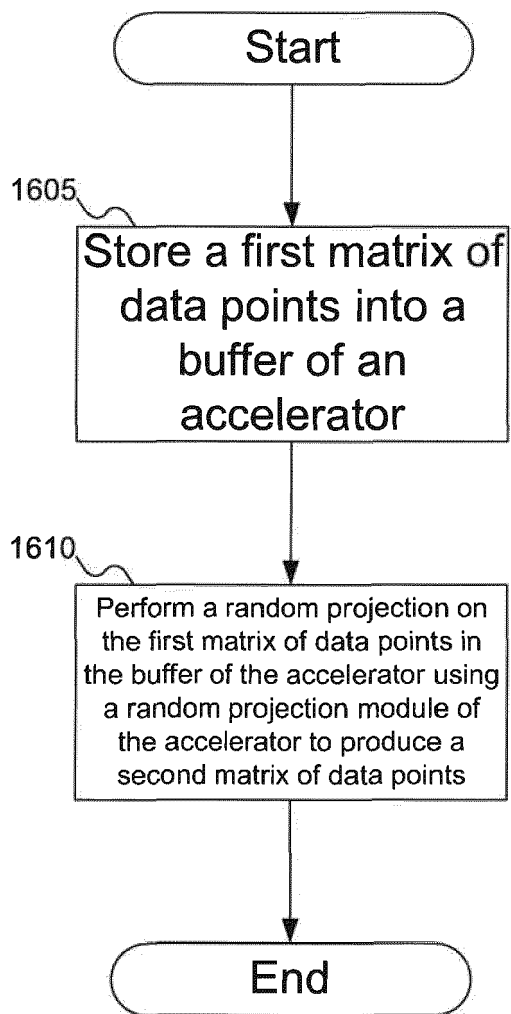 Start
1605
Store a first matrix of
data points into a
buffer of an
accelerator
1610
Perform a random projection on
the first matrix of data points in
the buffer of the accelerator using
a random projection module of
the accelerator to produce a
second matrix of data points
End